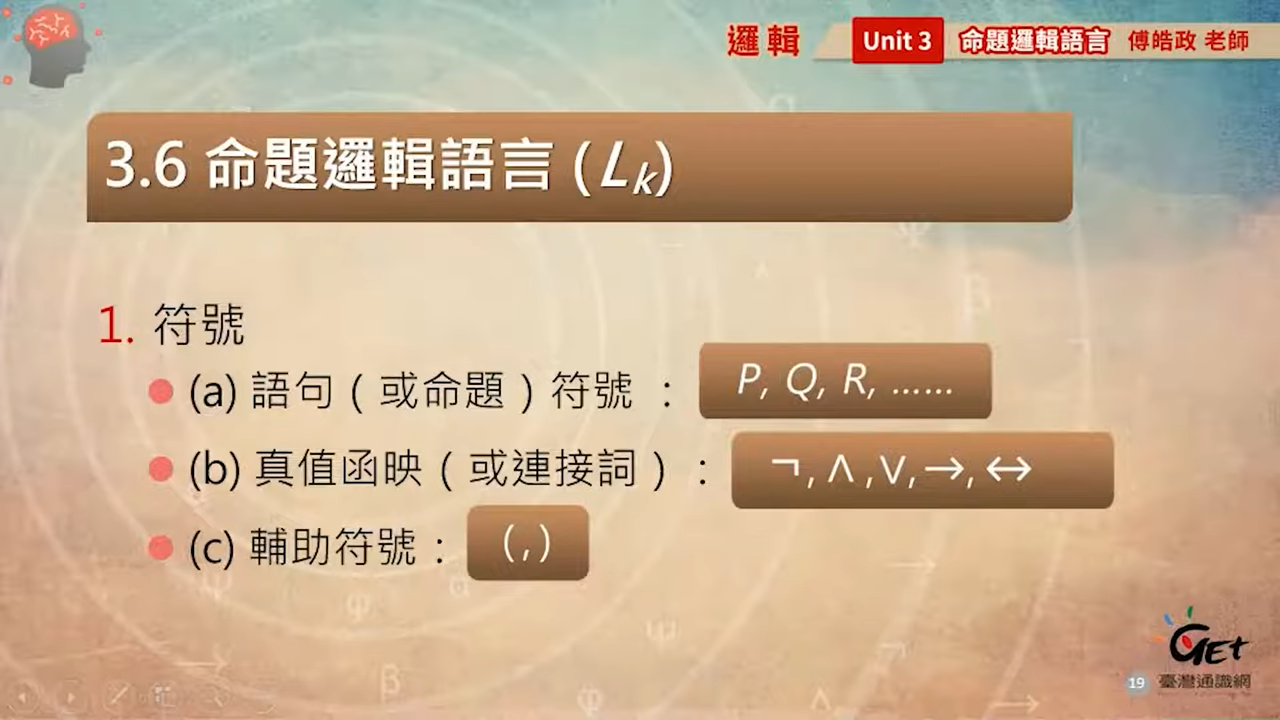 邏輯 Unit 3 命題邏輯語言 傅皓政 老師
3.6 命題邏輯語言 (Lₖ)
1. 符號
(a) 語句(或命題)符號 : P, Q, R, ……
(b) 真值函映(或連接詞) : ¬, ∧ ,∨, →, ↔
(c) 輔助符號 : (, )
GET
19 臺灣通識網